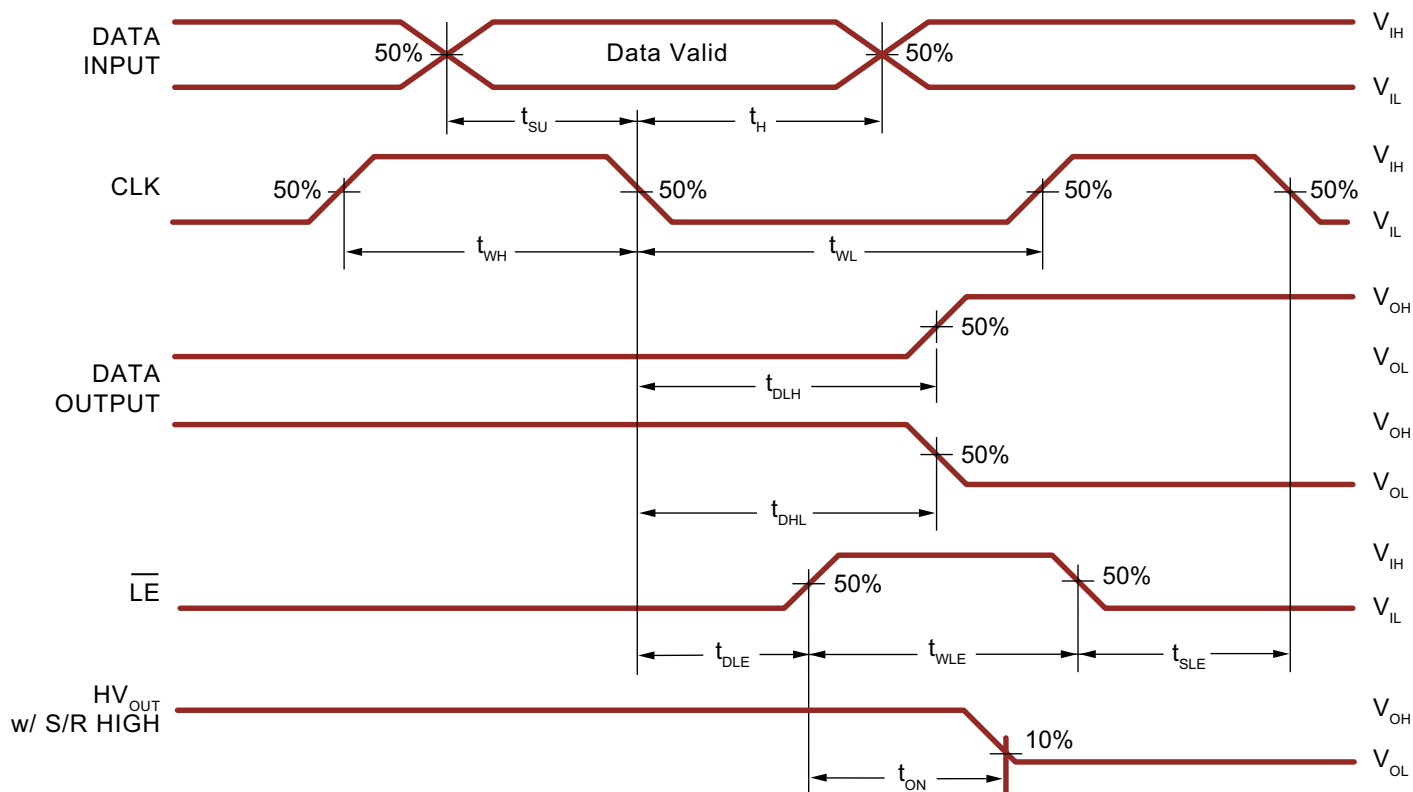 DATA
INPUT
50%
Data Valid
50%
V_IH
V_IL
t_SU
t_H
CLK
50%
50%
50%
50%
V_IH
V_IL
t_WH
t_WL
DATA
OUTPUT
50%
V_OH
V_OL
t_DLH
50%
V_OH
V_OL
t_DHL
LE
50%
50%
V_IH
V_IL
t_DLE
t_WLE
t_SLE
HV_OUT
w/ S/R HIGH
10%
V_OH
V_OL
t_ON